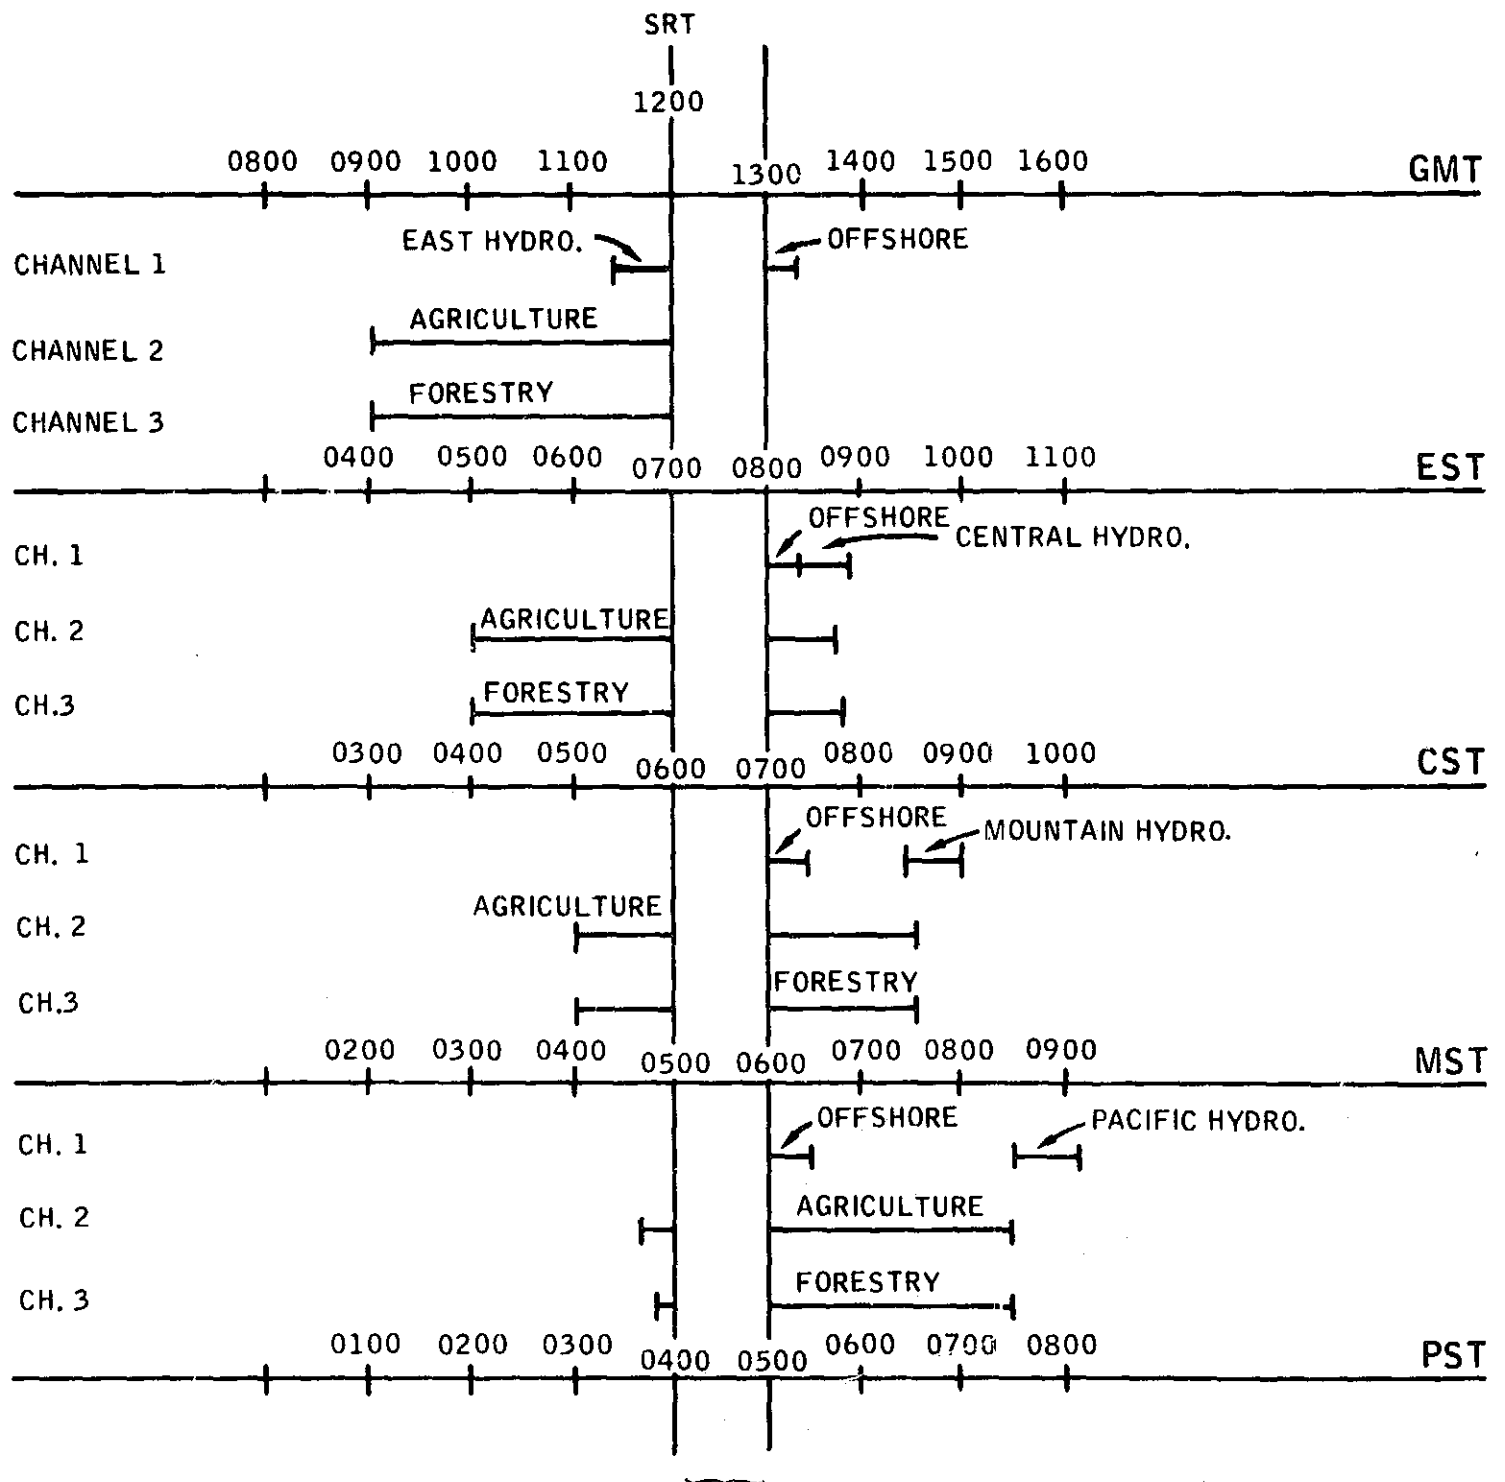 SRT
1200
0800 0900 1000 1100 1300 1400 1500 1600 GMT
EAST HYDRO. OFFSHORE
CHANNEL 1
AGRICULTURE
CHANNEL 2
FORESTRY
CHANNEL 3
0400 0500 0600 0700 0800 0900 1000 1100 EST
OFFSHORE
CENTRAL HYDRO.
CH. 1
AGRICULTURE
CH. 2
FORESTRY
CH.3
0300 0400 0500 0600 0700 0800 0900 1000 CST
OFFSHORE
MOUNTAIN HYDRO.
CH. 1
AGRICULTURE
CH. 2
FORESTRY
CH.3
0200 0300 0400 0500 0600 0700 0800 0900 MST
OFFSHORE PACIFIC HYDRO.
CH. 1
AGRICULTURE
CH. 2
FORESTRY
CH. 3
0100 0200 0300 0400 0500 0600 0700 0800 PST